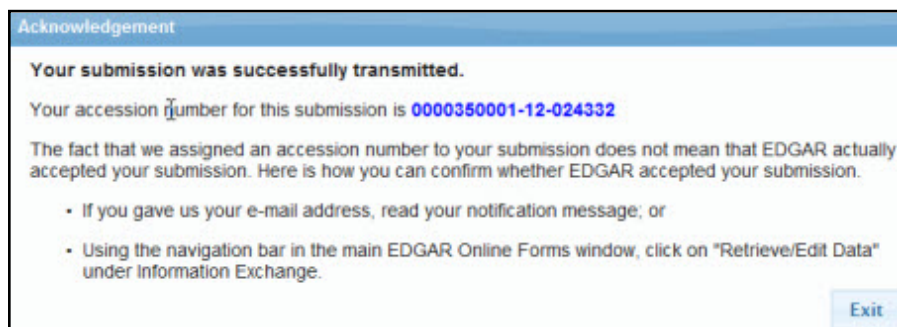 Acknowledgement
Your submission was successfully transmitted.
Your accession number for this submission is 0000350001-12-024332
The fact that we assigned an accession number to your submission does not mean that EDGAR actually
accepted your submission. Here is how you can confirm whether EDGAR accepted your submission.
• If you gave us your e-mail address, read your notification message; or
• Using the navigation bar in the main EDGAR Online Forms window, click on "Retrieve/Edit Data"
under Information Exchange.
Exit